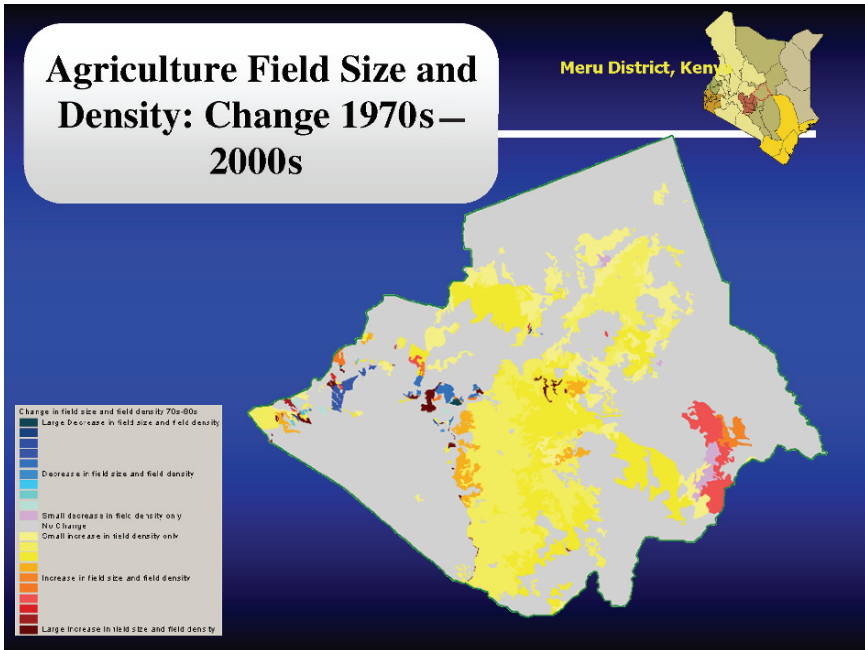 Agriculture Field Size and
Density: Change 1970s–
2000s
Meru District, Kenya
Change in field size and field density 70s-80s
Large Decrease in field size and field density
Decrease in field size and field density
Small decrease in field density only
No Change
Small increase in field density only
Increase in field size and field density
Large increase in field size and field density